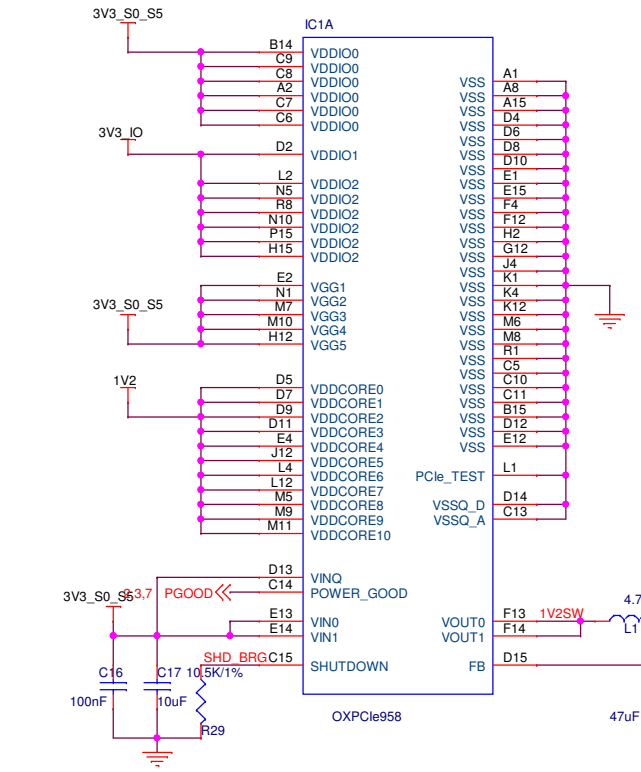 3V3_S0_S5
IC1A
B14 VDDIO0
C9 VDDIO0
C8 VDDIO0 VSS A1
A2 VDDIO0 VSS A8
C7 VDDIO0 VSS A15
C6 VDDIO0 VSS D4
3V3_IO
VSS D6
D2 VDDIO1 VSS D8
VSS D10
L2 VDDIO2 VSS E1
N5 VDDIO2 VSS E15
R8 VDDIO2 VSS F4
N10 VDDIO2 VSS F12
P15 VDDIO2 VSS H2
H15 VDDIO2 VSS G12
VSS J4
E2 VGG1 VSS K1
3V3_S0_S5
N1 VGG2 VSS K4
M7 VGG3 VSS K12
M10 VGG4 VSS M6
H12 VGG5 VSS M8
VSS R1
1V2
VSS C5
D5 VDDCORE0 VSS C10
D7 VDDCORE1 VSS C11
D9 VDDCORE2 VSS B15
D11 VDDCORE3 VSS D12
E4 VDDCORE4 VSS E12
J12 VDDCORE5
L4 VDDCORE6 PCIe_TEST L1
L12 VDDCORE7
M5 VDDCORE8 VSSQ_D D14
M9 VDDCORE9 VSSQ_A C13
M11 VDDCORE10
D13 VINQ
3V3_S0_S5 2,3,7 PGOOD C14 POWER_GOOD
4.7
E13 VIN0 VOUT0 F13 1V2SW
E14 VIN1 VOUT1 F14 L1
SHD_BRG C15 SHUTDOWN FB D15
C16 C17 10.5K/1%
100nF 10uF
OXPCIe958 47uF
R29